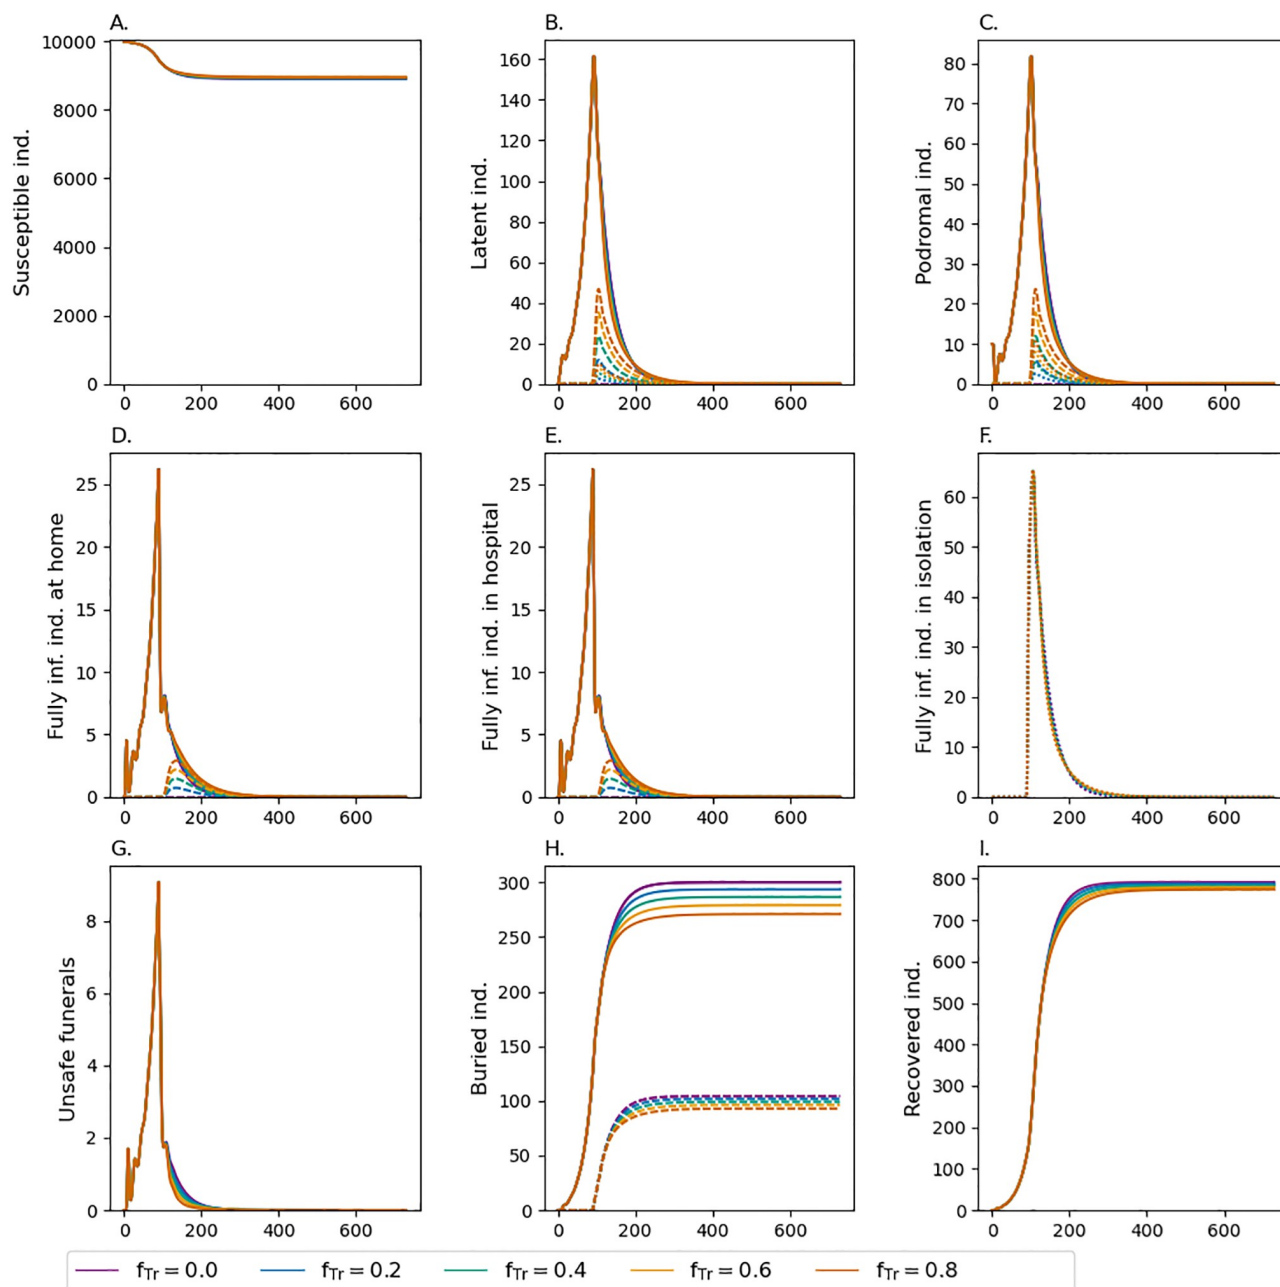 A.
B.
C.
10000
8000
6000
4000
2000
0
Susceptible ind.
0 200 400 600
160
140
120
100
80
60
40
20
0
Latent ind.
0 200 400 600
80
70
60
50
40
30
20
10
0
Podromal ind.
0 200 400 600
D.
E.
F.
25
20
15
10
5
0
Fully inf. ind. at home
0 200 400 600
25
20
15
10
5
0
Fully inf. ind. in hospital
0 200 400 600
60
50
40
30
20
10
0
Fully inf. ind. in isolation
0 200 400 600
G.
H.
I.
8
6
4
2
0
Unsafe funerals
0 200 400 600
300
250
200
150
100
50
0
Buried ind.
0 200 400 600
800
700
600
500
400
300
200
100
0
Recovered ind.
0 200 400 600
f_Tr = 0.0 f_Tr = 0.2 f_Tr = 0.4 f_Tr = 0.6 f_Tr = 0.8